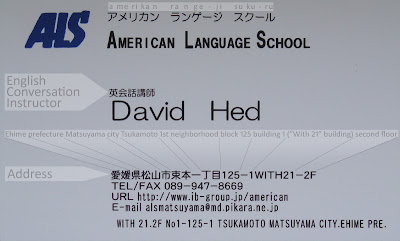 a m e r i k a n r a n g e - j i s u k u - r u
アメリカン ランゲージ スクール
ALS
AMERICAN LANGUAGE SCHOOL
English
Conversation
Instructor
英会話講師
David Hed
Ehime prefecture Matsuyama city Tsukamoto 1st neighborhood block 125 building 1 ("With 21" building) second floor
Address
愛媛県松山市束本一丁目125-1WITH21-2F
TEL/FAX 089-947-8669
URL http://www.ib-group.jp/american
E-mail alsmatsuyama@md.pikara.ne.jp
WITH 21.2F No1-125-1 TSUKAMOTO MATSUYAMA CITY.EHIME PRE.